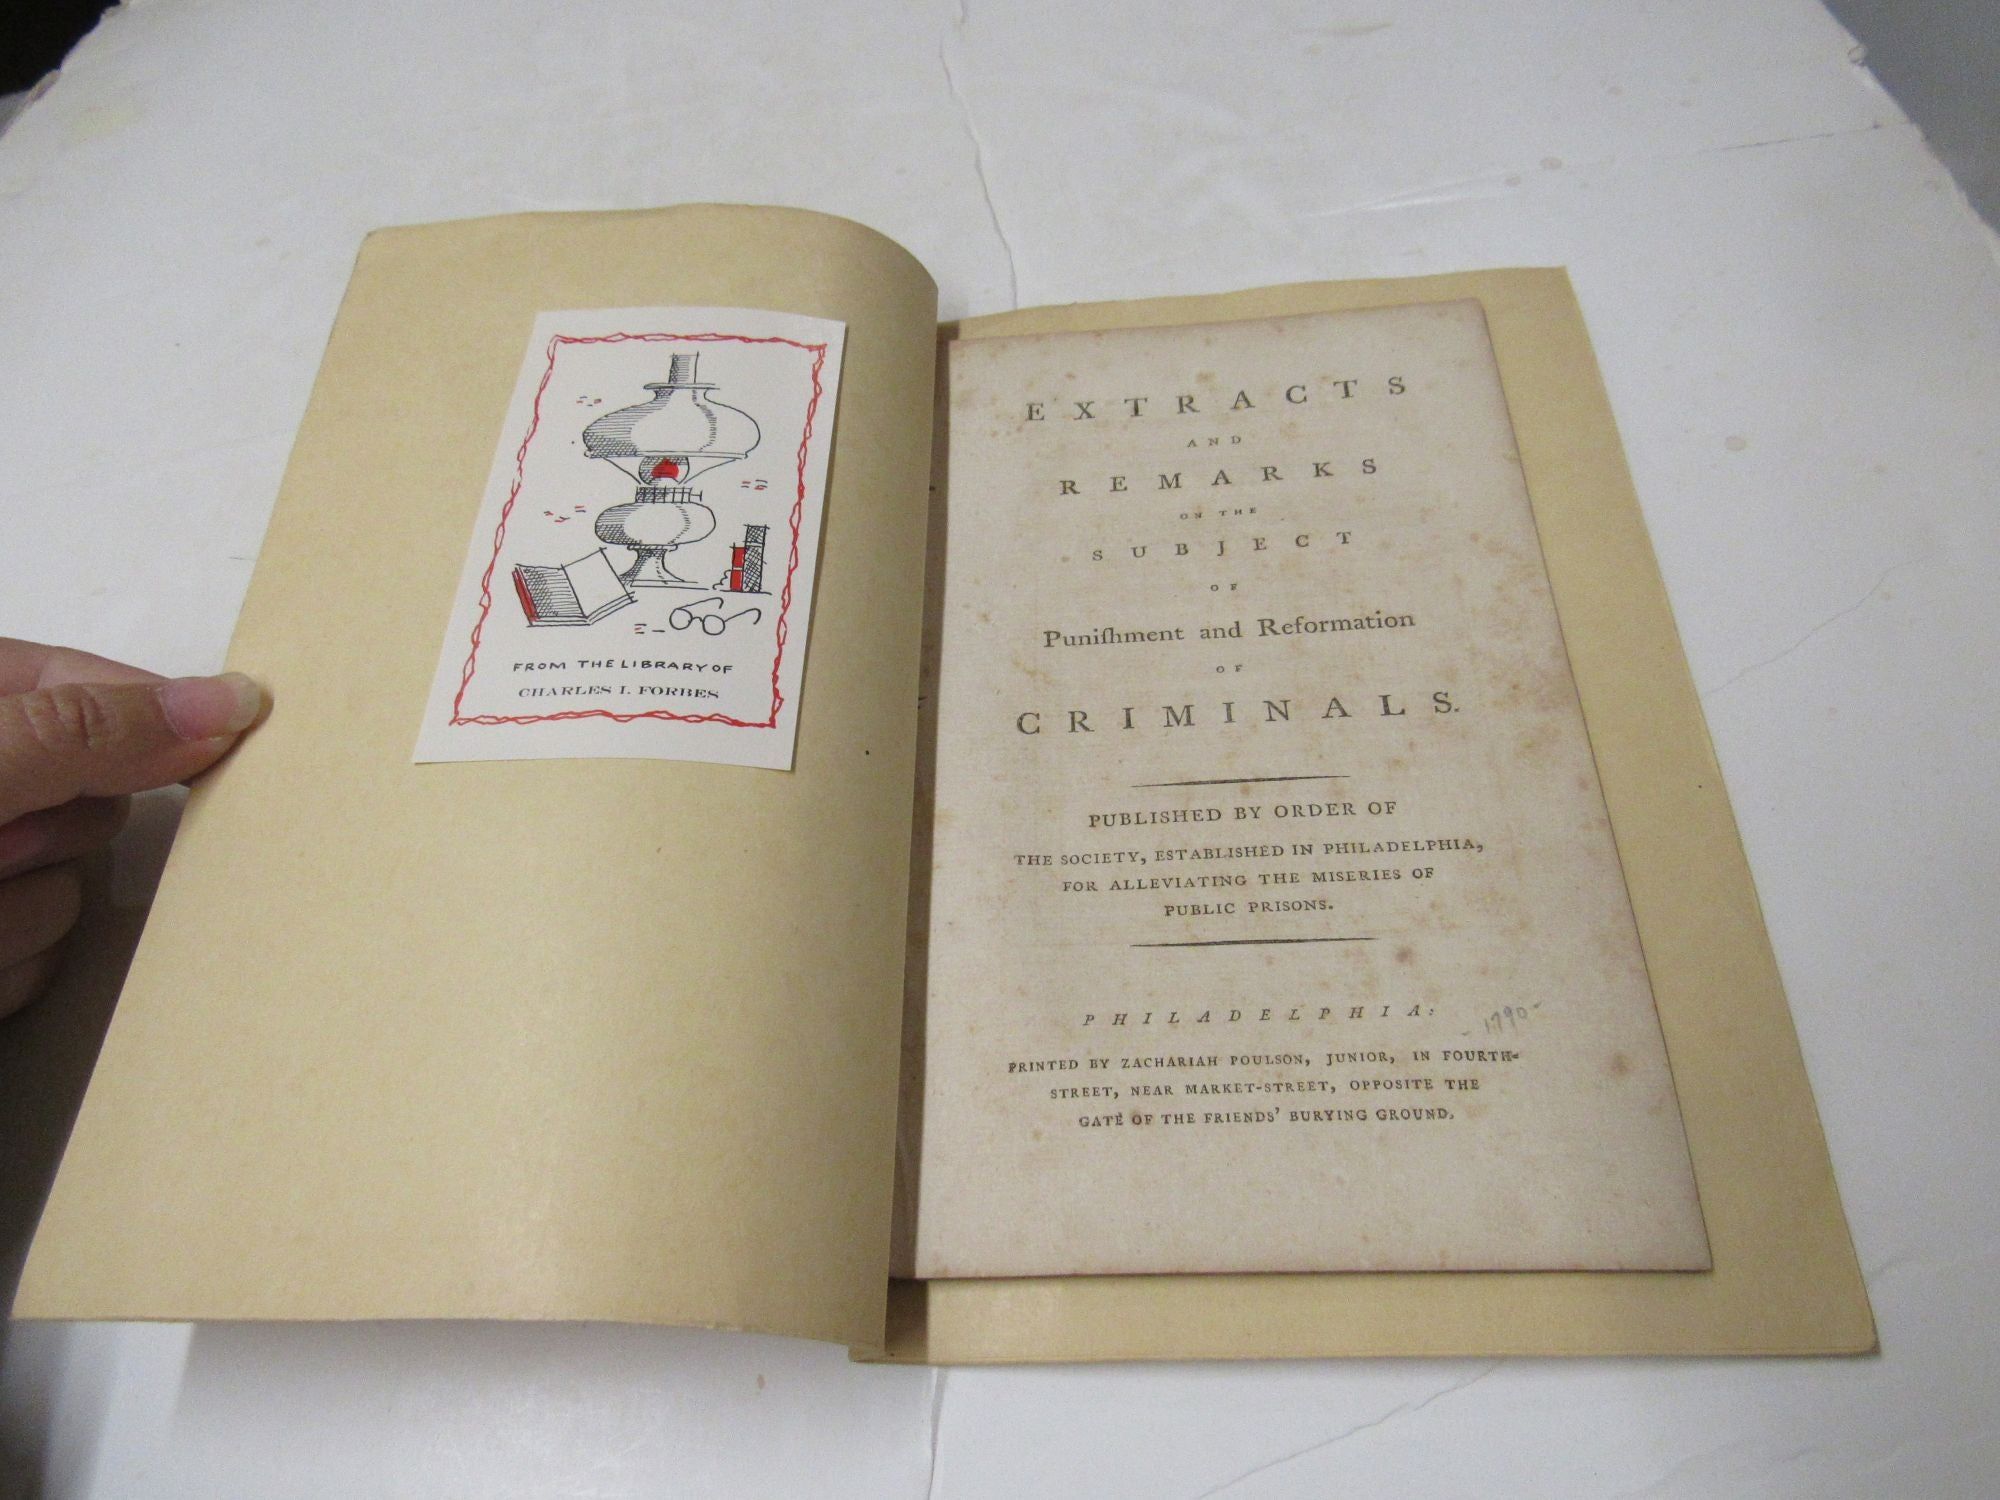 FROM THE LIBRARY OF
CHARLES I. FORBES
EXTRACTS
AND
REMARKS
ON THE
SUBJECT
OF
Puniſhment and Reformation
OF
CRIMINALS.
PUBLISHED BY ORDER OF
THE SOCIETY, ESTABLISHED IN PHILADELPHIA,
FOR ALLEVIATING THE MISERIES OF
PUBLIC PRISONS.
PHILADELPHIA:
- 1790 -
PRINTED BY ZACHARIAH POULSON, JUNIOR, IN FOURTH-
STREET, NEAR MARKET-STREET, OPPOSITE THE
GATE OF THE FRIENDS' BURYING GROUND.